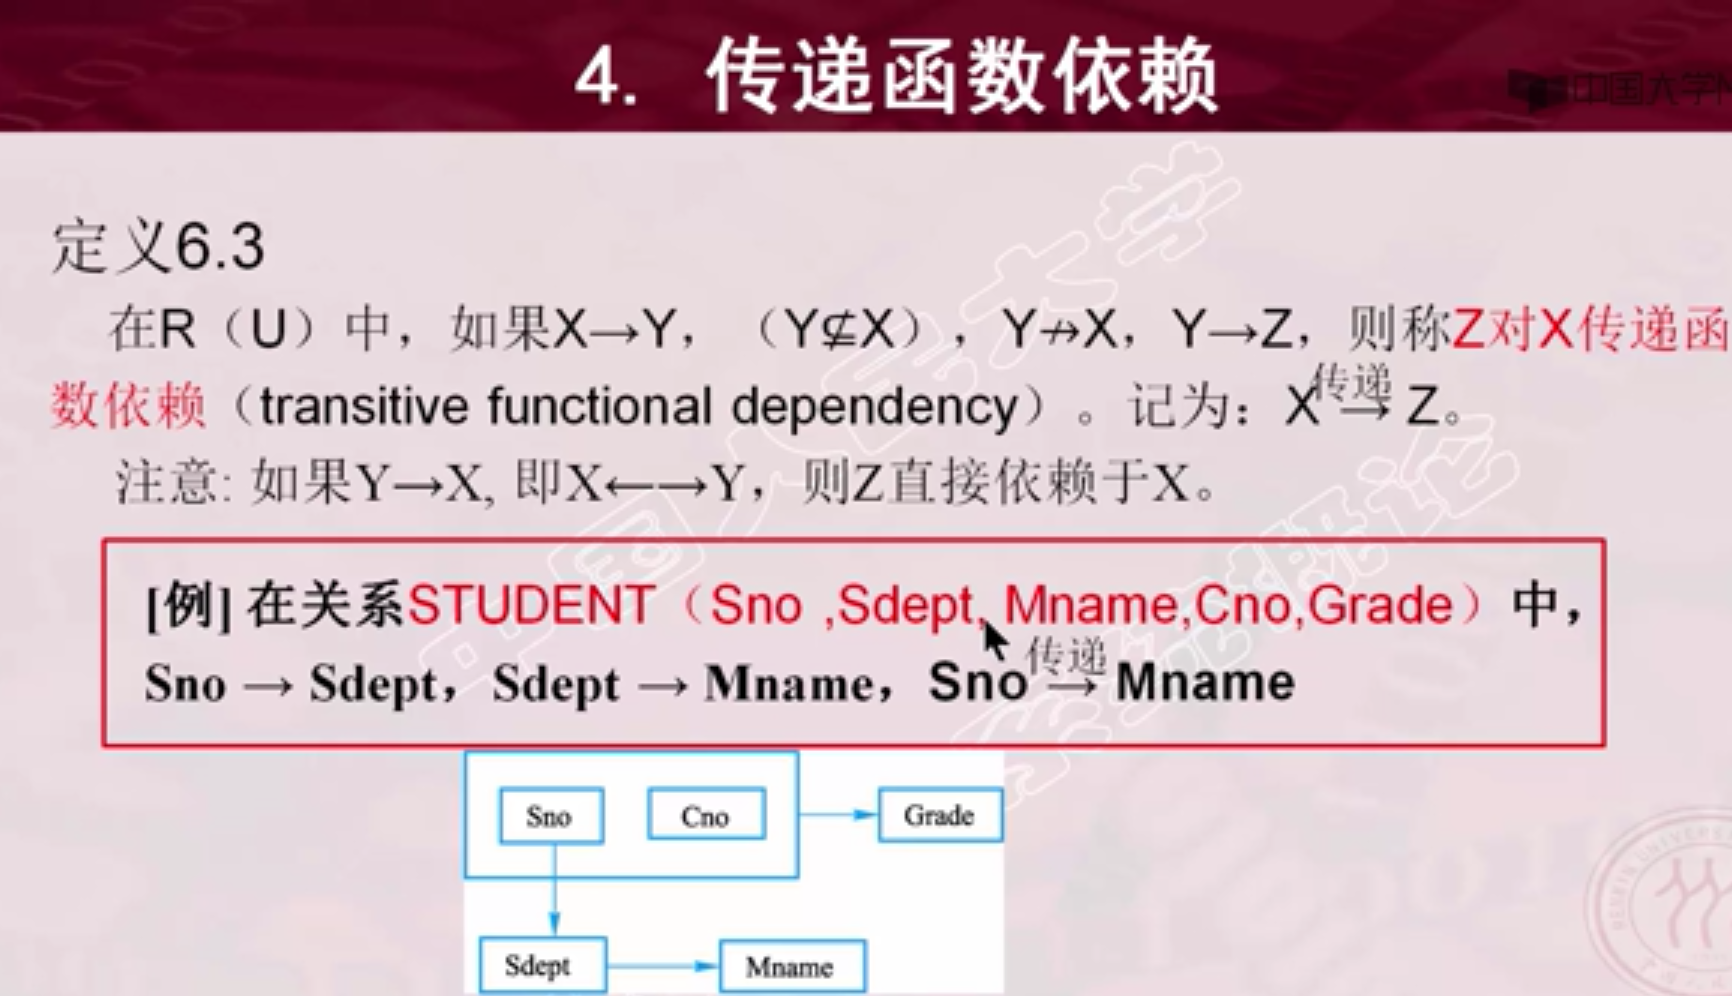 4. 传递函数依赖
中国大学
定义6.3
在R（U）中，如果X→Y，（Y⊈X），Y↛X，Y→Z，则称Z对X传递函
数依赖（transitive functional dependency）。记为：X 传递→ Z。
注意: 如果Y→X, 即X←→Y，则Z直接依赖于X。
[例] 在关系STUDENT（Sno ,Sdept, Mname,Cno,Grade）中，
Sno → Sdept，Sdept → Mname，Sno 传递→ Mname
Sno Cno Grade
Sdept Mname